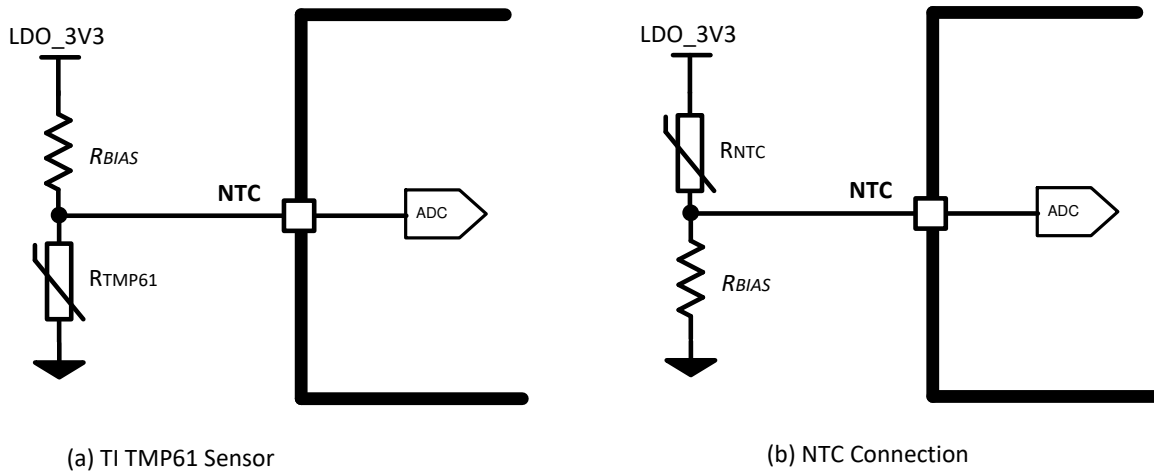 LDO_3V3
RBIAS
NTC
ADC
RTMP61
(a) TI TMP61 Sensor
LDO_3V3
RNTC
NTC
ADC
RBIAS
(b) NTC Connection